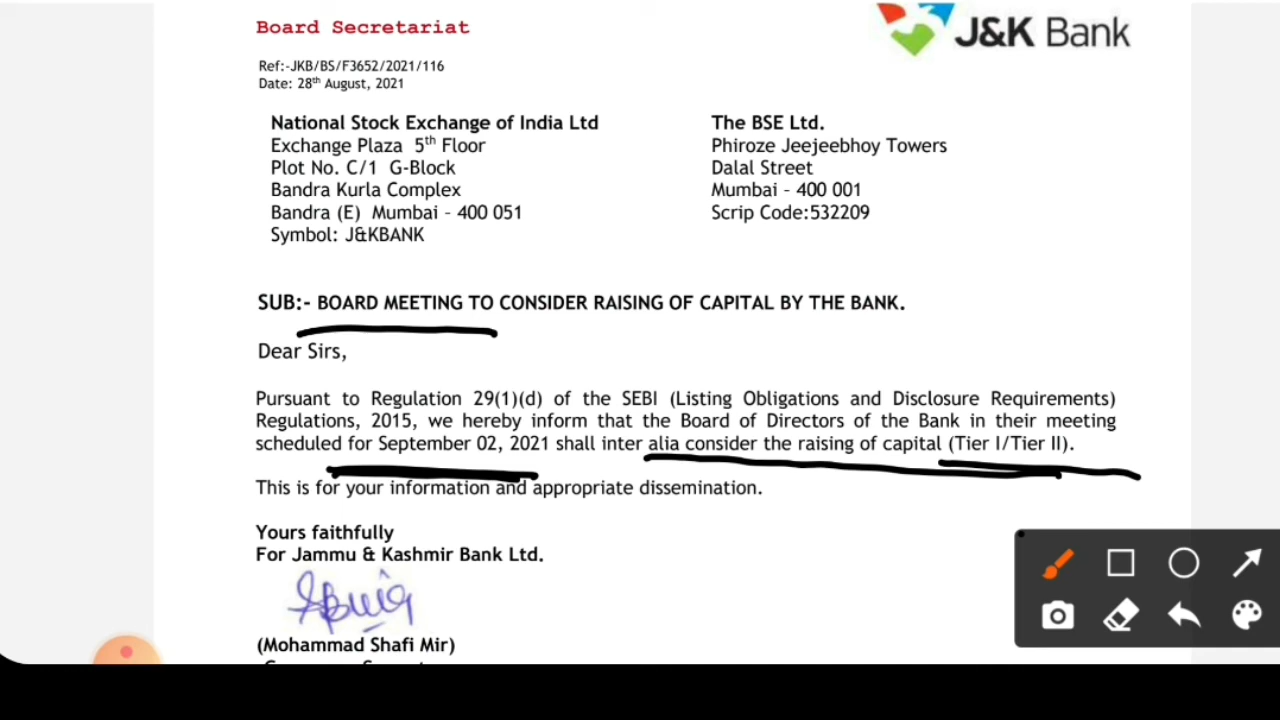 Board Secretariat
J&K Bank
Ref:-JKB/BS/F3652/2021/116
Date: 28th August, 2021
National Stock Exchange of India Ltd
Exchange Plaza 5th Floor
Plot No. C/1 G-Block
Bandra Kurla Complex
Bandra (E) Mumbai – 400 051
Symbol: J&KBANK
The BSE Ltd.
Phiroze Jeejeebhoy Towers
Dalal Street
Mumbai – 400 001
Scrip Code:532209
SUB:- BOARD MEETING TO CONSIDER RAISING OF CAPITAL BY THE BANK.
Dear Sirs,
Pursuant to Regulation 29(1)(d) of the SEBI (Listing Obligations and Disclosure Requirements)
Regulations, 2015, we hereby inform that the Board of Directors of the Bank in their meeting
scheduled for September 02, 2021 shall inter alia consider the raising of capital (Tier I/Tier II).
This is for your information and appropriate dissemination.
Yours faithfully
For Jammu & Kashmir Bank Ltd.
(Mohammad Shafi Mir)